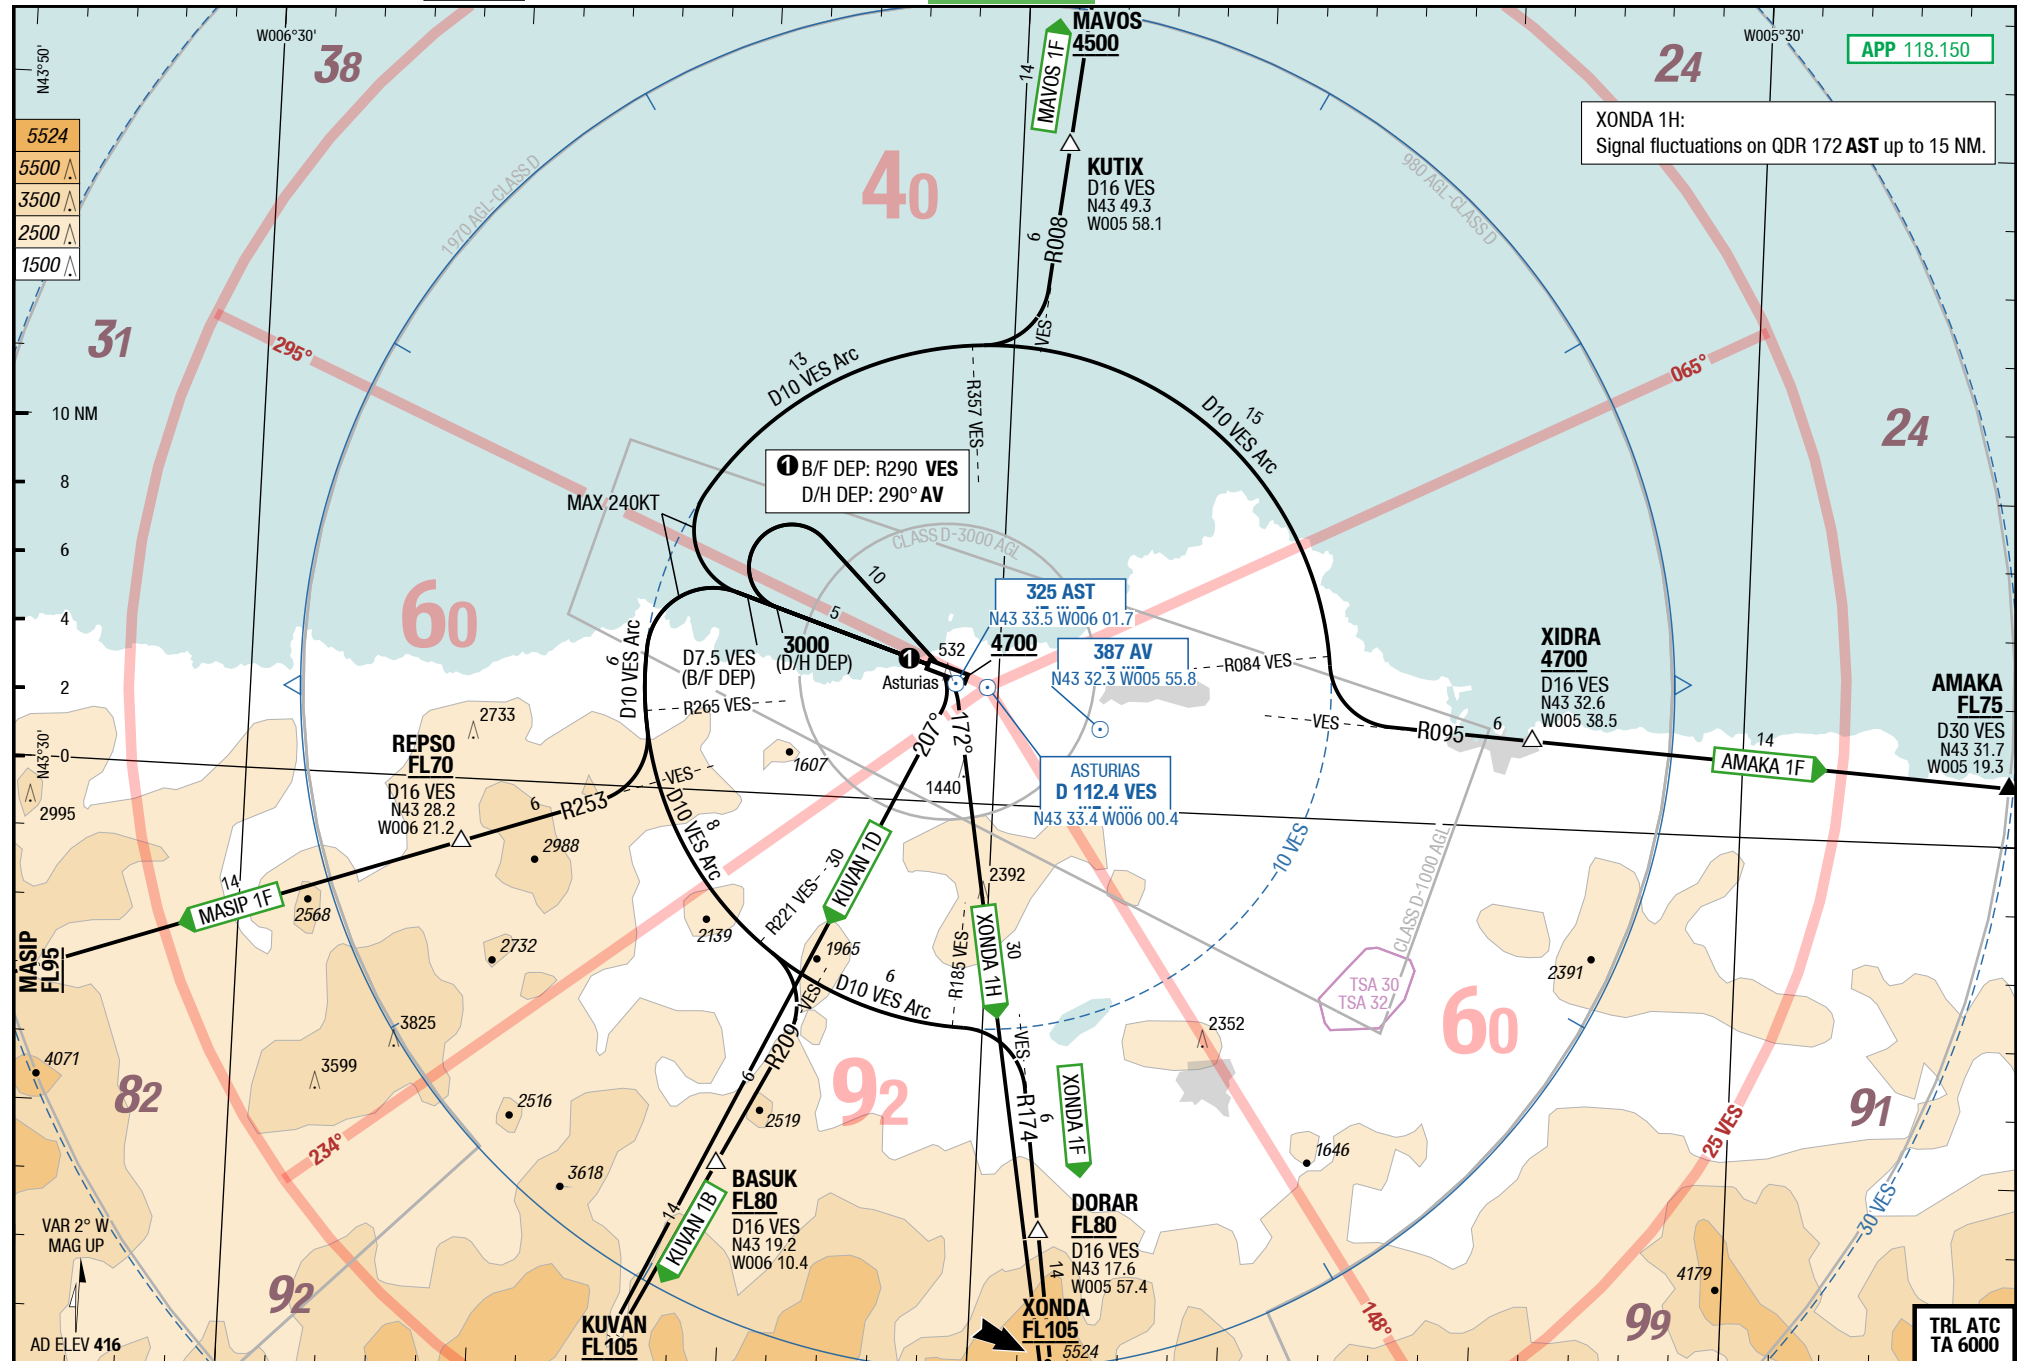 MAVOS
4500
MAVOS 1F
14
W006°30'
W005°30'
N43°50'
38
24
APP 118.150
XONDA 1H:
Signal fluctuations on QDR 172 AST up to 15 NM.
5524
5500
3500
2500
1500
1970 AGL-CLASS D
980 AGL-CLASS D
40
KUTIX
D16 VES
N43 49.3
W005 58.1
6
R008
VES
31
295°
065°
13
D10 VES Arc
15
D10 VES Arc
R357 VES
24
10 NM
8
6
4
2
0
N43°30'
1 B/F DEP: R290 VES
D/H DEP: 290° AV
MAX 240KT
CLASS D-3000 AGL
10
5
60
325 AST
N43 33.5 W006 01.7
3000
(D/H DEP)
D7.5 VES
(B/F DEP)
1
532
4700
Asturias
387 AV
N43 32.3 W005 55.8
R084 VES
XIDRA
4700
D16 VES
N43 32.6
W005 38.5
AMAKA
FL75
D30 VES
N43 31.7
W005 19.3
6
D10 VES Arc
R265 VES
2733
REPSO
FL70
D16 VES
N43 28.2
W006 21.2
1607
207°
172°
1440
ASTURIAS
D 112.4 VES
N43 33.4 W006 00.4
VES
R095
6
14
AMAKA 1F
2995
6
R253
VES
2988
8
D10 VES Arc
10 VES
CLASS D-1000 AGL
14
MASIP 1F
2568
MASIP
FL95
2732
2139
R221 VES
30
KUVAN 1D
2392
1965
R185 VES
XONDA 1H
30
6
D10 VES Arc
VES
VES
TSA 30
TSA 32
2391
60
3825
3599
4071
82
2352
R209
6
92
2516
2519
XONDA 1F
6
R174
91
25 VES
1646
234°
3618
BASUK
FL80
D16 VES
N43 19.2
W006 10.4
14
KUVAN 1B
DORAR
FL80
D16 VES
N43 17.6
W005 57.4
14
30 VES
VAR 2° W
MAG UP
92
4179
99
148°
KUVAN
FL105
XONDA
FL105
5524
AD ELEV 416
TRL ATC
TA 6000